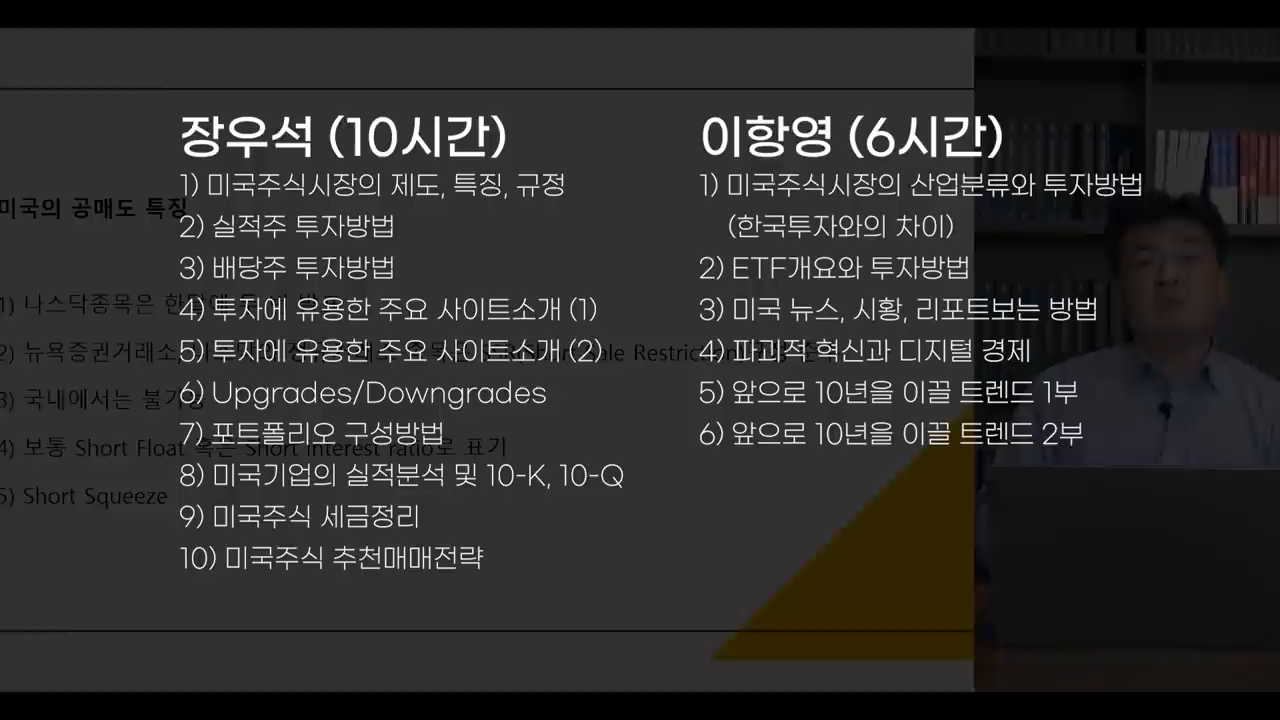 장우석 (10시간)
1) 미국주식시장의 제도, 특징, 규정
2) 실적주 투자방법
3) 배당주 투자방법
4) 투자에 유용한 주요 사이트소개 (1)
5) 투자에 유용한 주요 사이트소개 (2)
6) Upgrades/Downgrades
7) 포트폴리오 구성방법
8) 미국기업의 실적분석 및 10-K, 10-Q
9) 미국주식 세금정리
10) 미국주식 추천매매전략
이항영 (6시간)
1) 미국주식시장의 산업분류와 투자방법
(한국투자와의 차이)
2) ETF개요와 투자방법
3) 미국 뉴스, 시황, 리포트보는 방법
4) 파괴적 혁신과 디지털 경제
5) 앞으로 10년을 이끌 트렌드 1부
6) 앞으로 10년을 이끌 트렌드 2부
미국의 공매도 특징
1) 나스닥종목은
2) 뉴욕증권거래소,
3) 국내에서는 불가능
4) 보통 Short Float 혹은 Short interest ratio로 표기
5) Short Squeeze